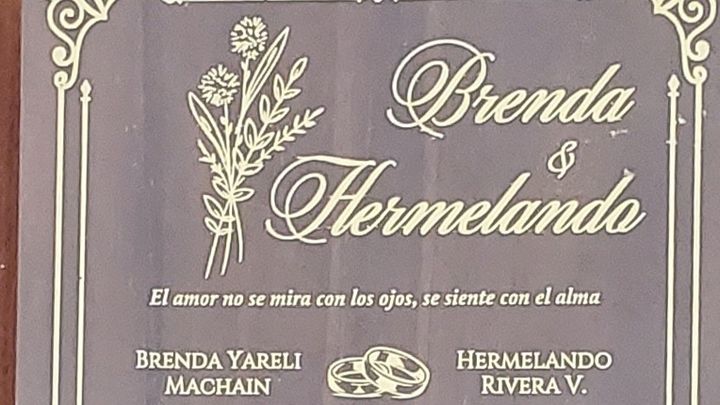 Brenda
&
Hermelando
El amor no se mira con los ojos, se siente con el alma
BRENDA YARELI
MACHAIN
HERMELANDO
RIVERA V.